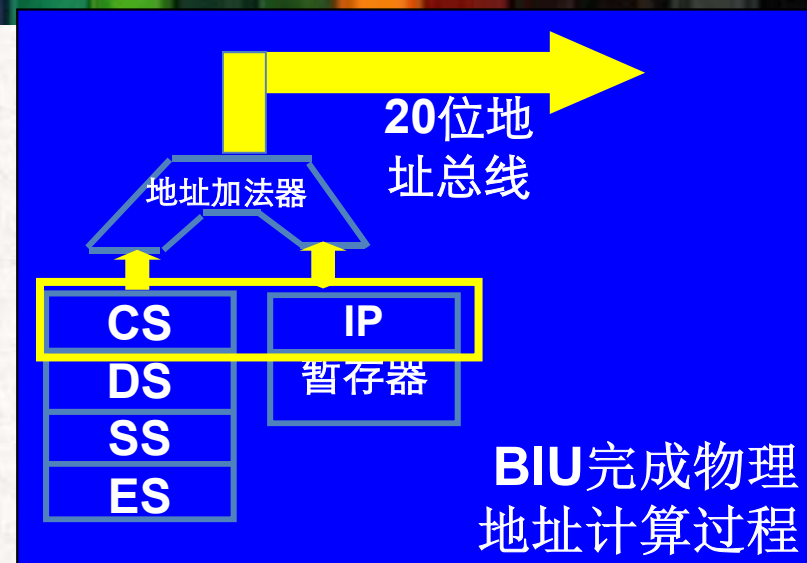 20位地
址总线
地址加法器
CS
IP
DS
暂存器
SS
ES
BIU完成物理
地址计算过程